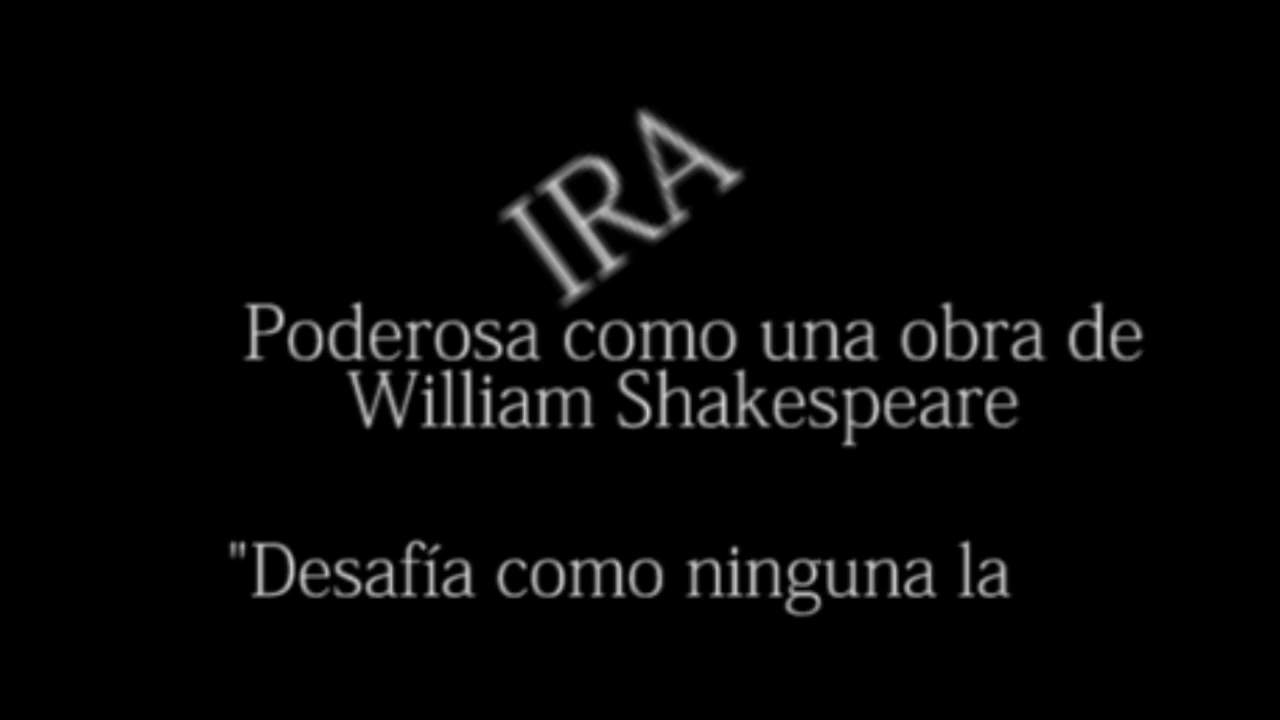 IRA
Poderosa como una obra de
William Shakespeare
"Desafía como ninguna la